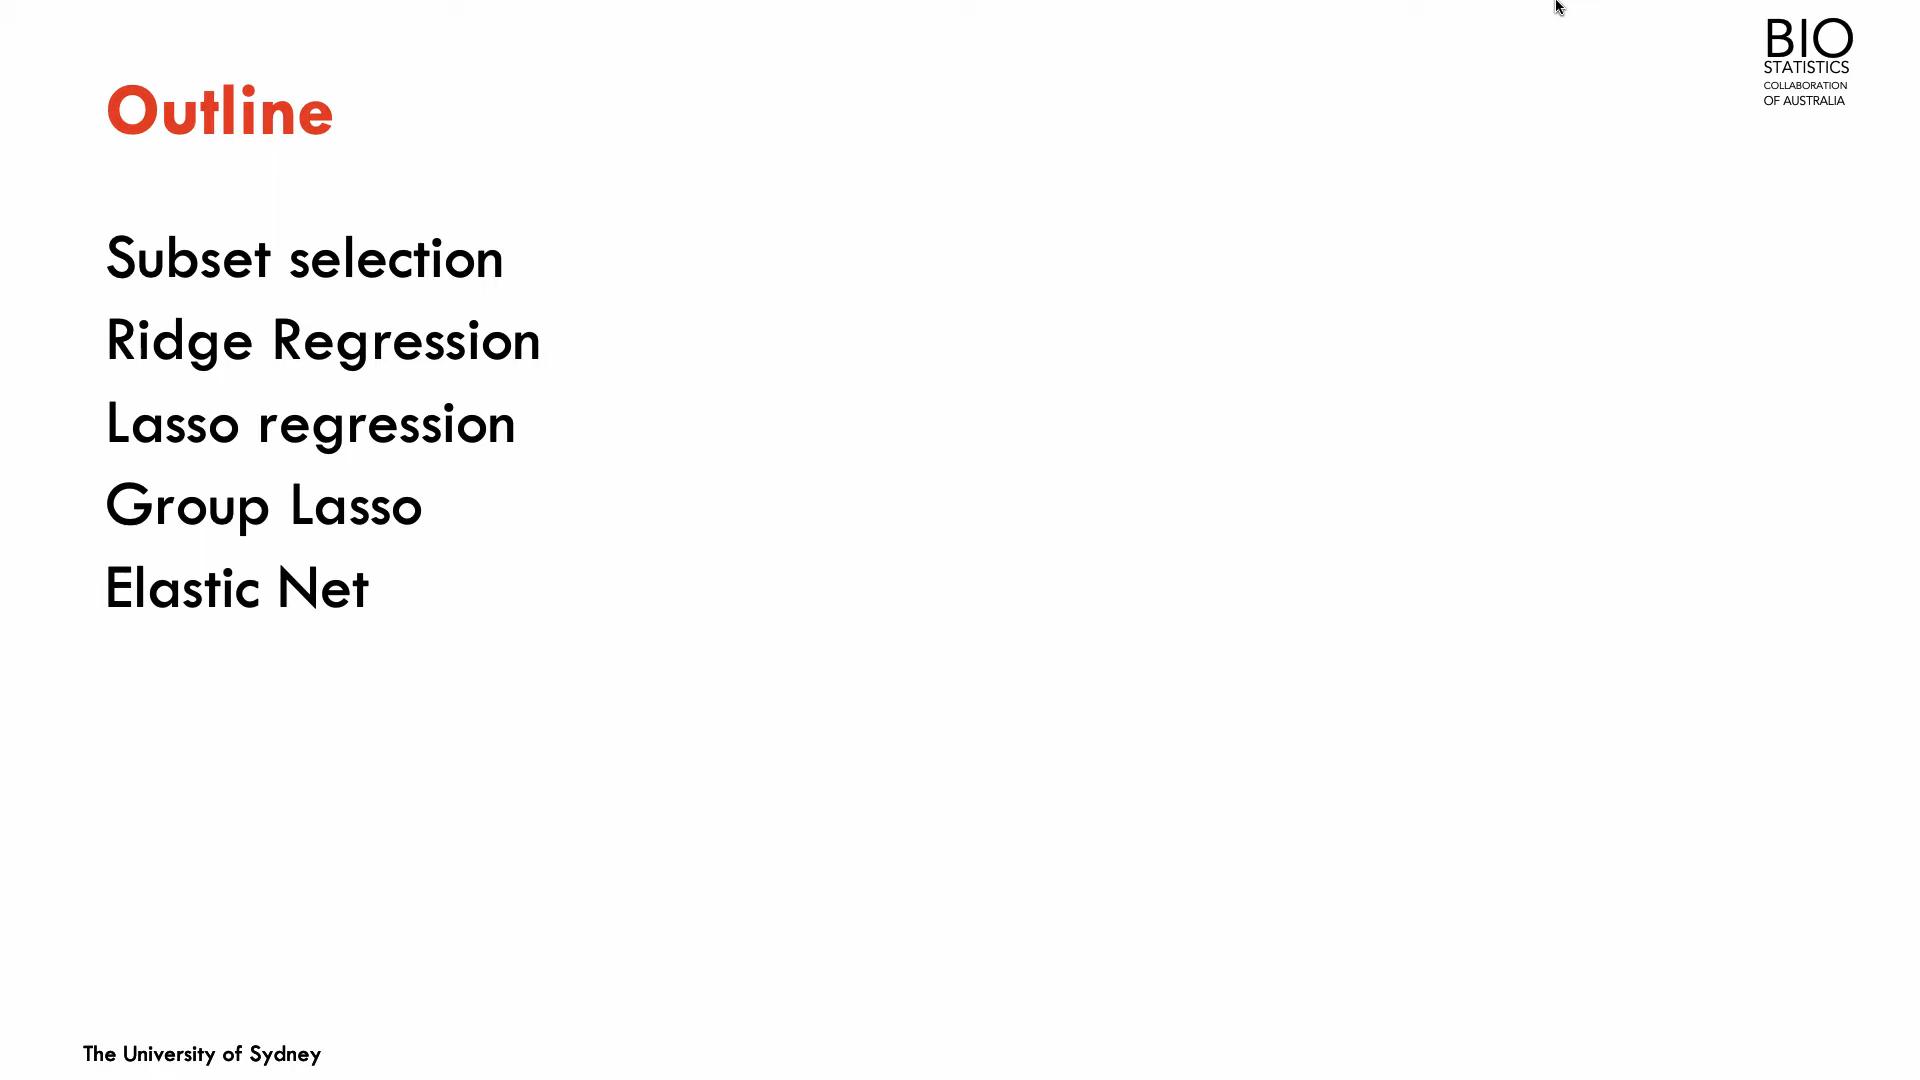 BIO
STATISTICS
COLLABORATION
OF AUSTRALIA
Outline
Subset selection
Ridge Regression
Lasso regression
Group Lasso
Elastic Net
The University of Sydney